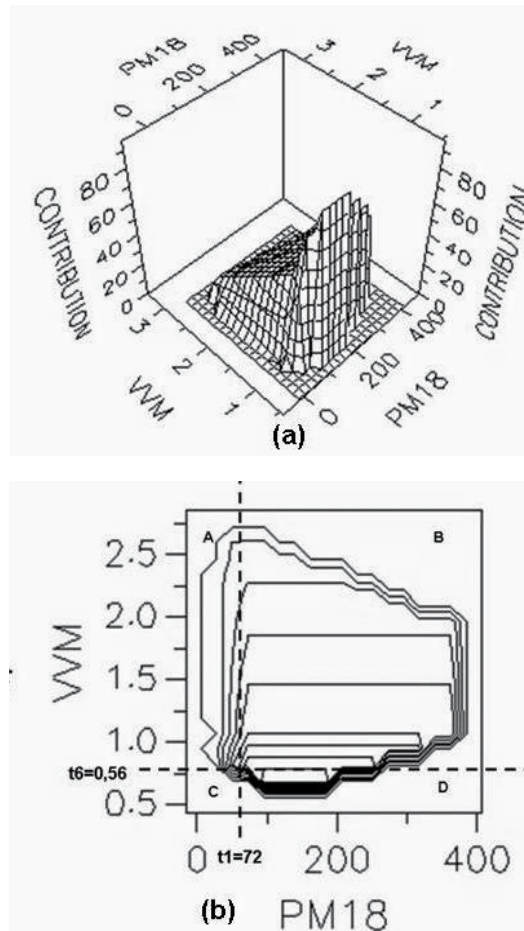 PM18
VVM
0 200 400
3 2 1
CONTRIBUTION
80
60
40
20
0
CONTRIBUTION
80
60
40
20
0
3 2 1
VVM
0 200 400
PM18
(a)
A
B
2.5
2.0
1.5
1.0
0.5
VVM
t6=0,56
C
D
0
t1=72
200
400
(b)
PM18